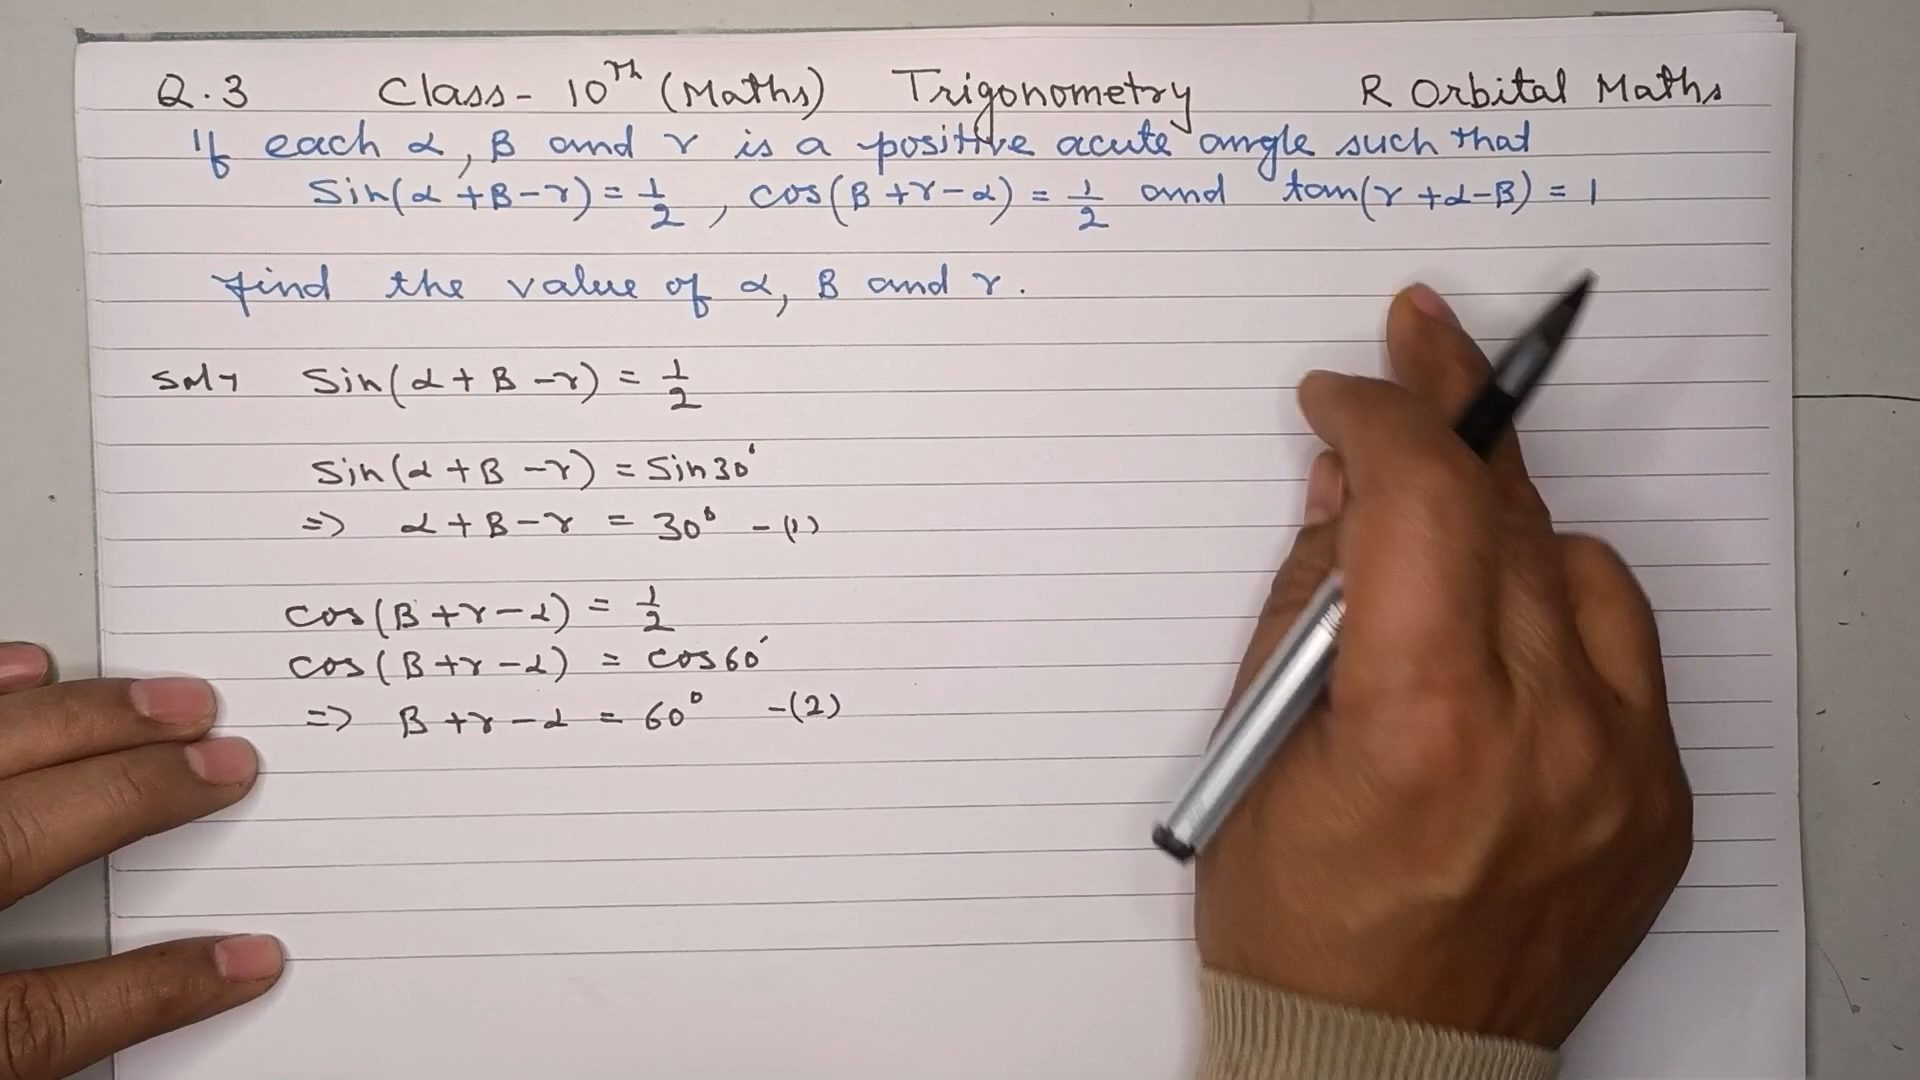 Q.3 Class- 10th (Maths) Trigonometry R Orbital Maths
If each α, β and γ is a positive acute angle such that
Sin(α+β-γ) = 1/2, cos(β+γ-α) = 1/2 and tan(γ+α-β) = 1
find the value of α, β and γ.
Soln Sin(α+β-γ) = 1/2
Sin(α+β-γ) = Sin30°
=> α+β-γ = 30° -(1)
cos(β+γ-α) = 1/2
cos(β+γ-α) = cos60°
=> β+γ-α = 60° -(2)